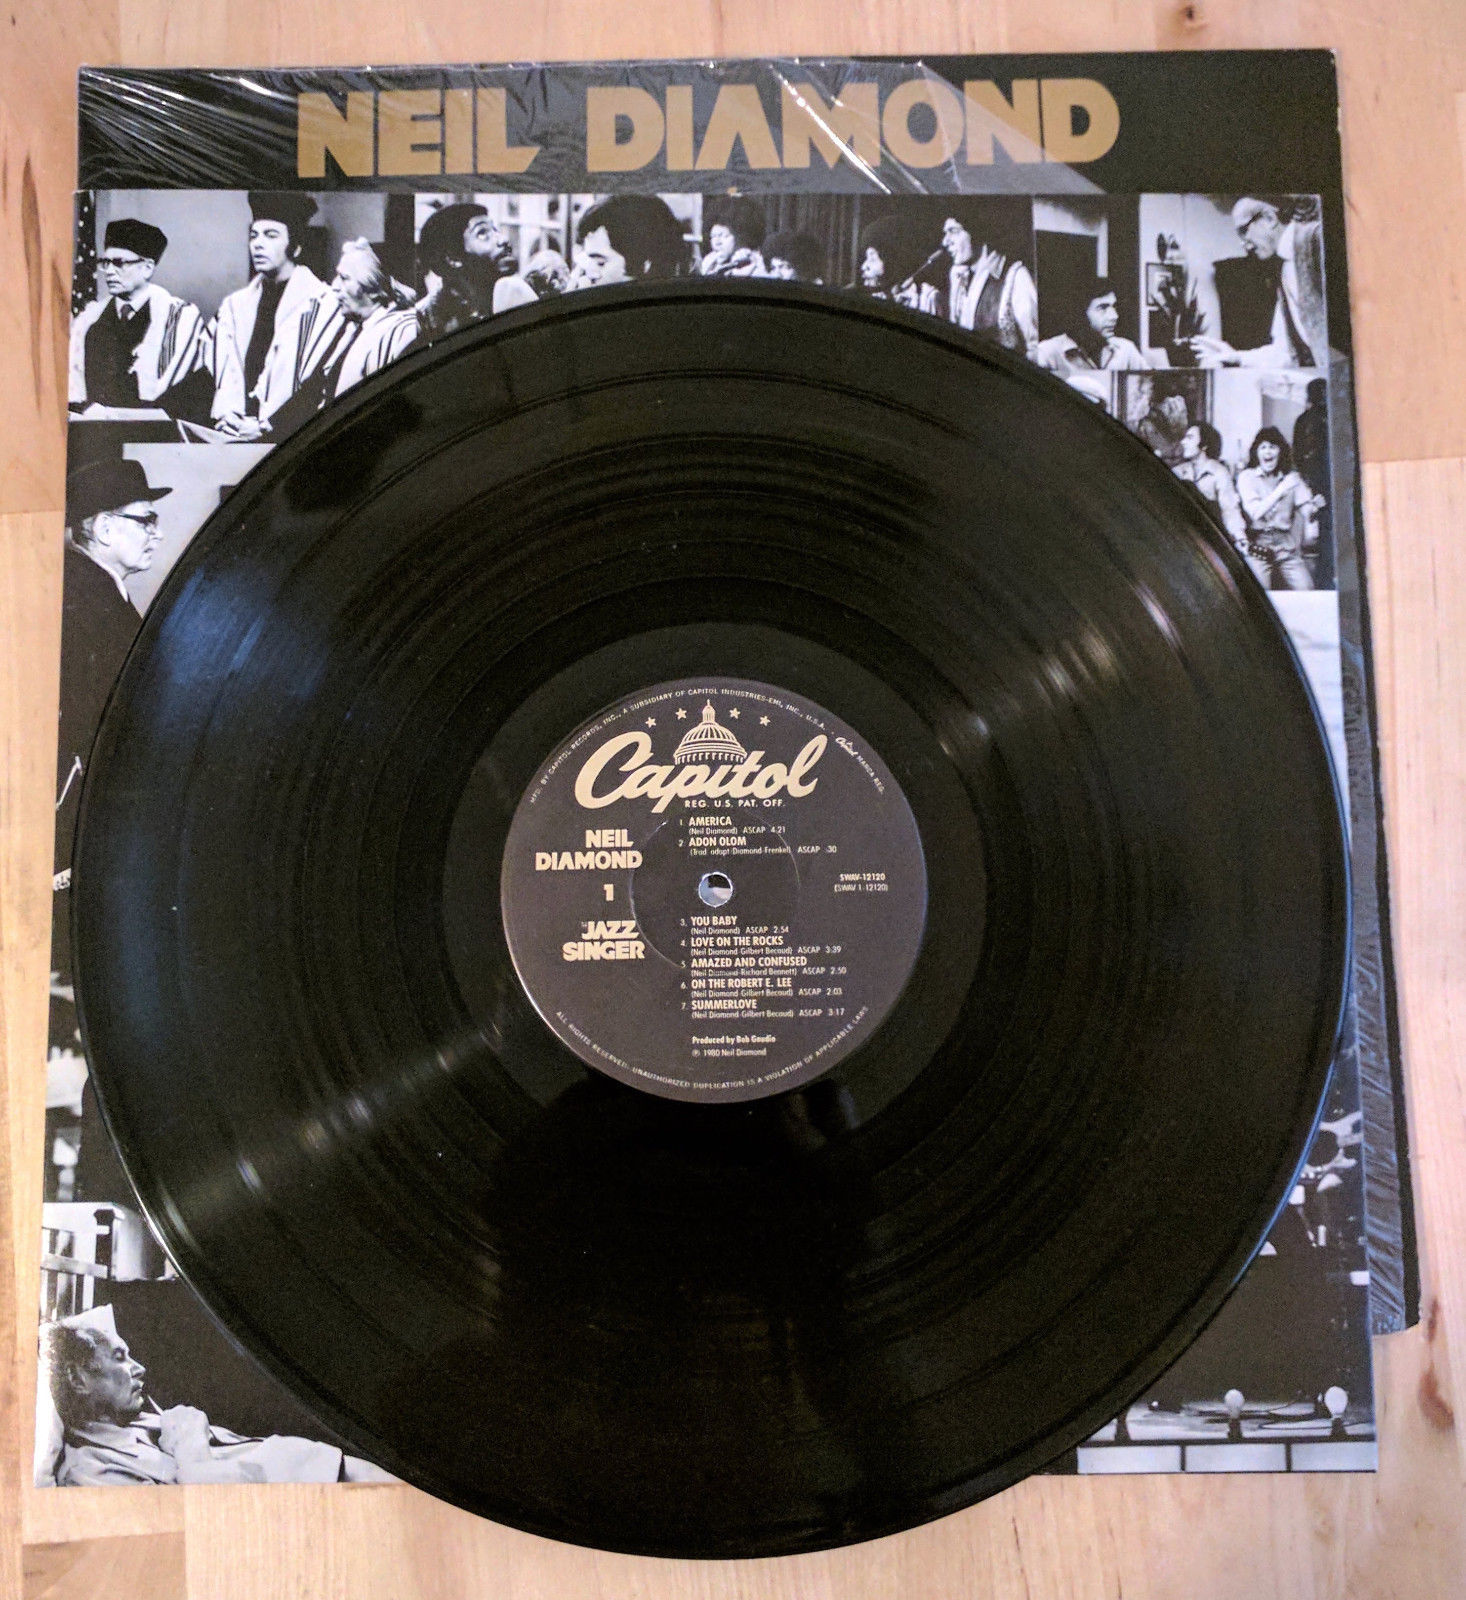 NEIL DIAMOND
MFD. BY CAPITOL RECORDS, INC., A SUBSIDIARY OF CAPITOL INDUSTRIES-EMI, INC., U.S.A.
Capitol MARCA REG.
Capitol
REG. U.S. PAT. OFF.
NEIL
DIAMOND
1
THE JAZZ
SINGER
1. AMERICA
(Neil Diamond) ASCAP 4:21
2 ADON OLOM
(Trad. adapt: Diamond-Frenkel) ASCAP :30
SWAV-12120
(SWAV 1-12120)
3. YOU BABY
(Neil Diamond) ASCAP 2:54
4. LOVE ON THE ROCKS
(Neil Diamond-Gilbert Becaud) ASCAP 3:39
5. AMAZED AND CONFUSED
(Neil Diamond-Richard Bennett) ASCAP 2:50
6. ON THE ROBERT E. LEE
(Neil Diamond-Gilbert Becaud) ASCAP 2:03
7. SUMMERLOVE
(Neil Diamond-Gilbert Becaud) ASCAP 3:17
Produced by Bob Gaudio
℗ 1980 Neil Diamond
ALL RIGHTS RESERVED. UNAUTHORIZED DUPLICATION IS A VIOLATION OF APPLICABLE LAWS